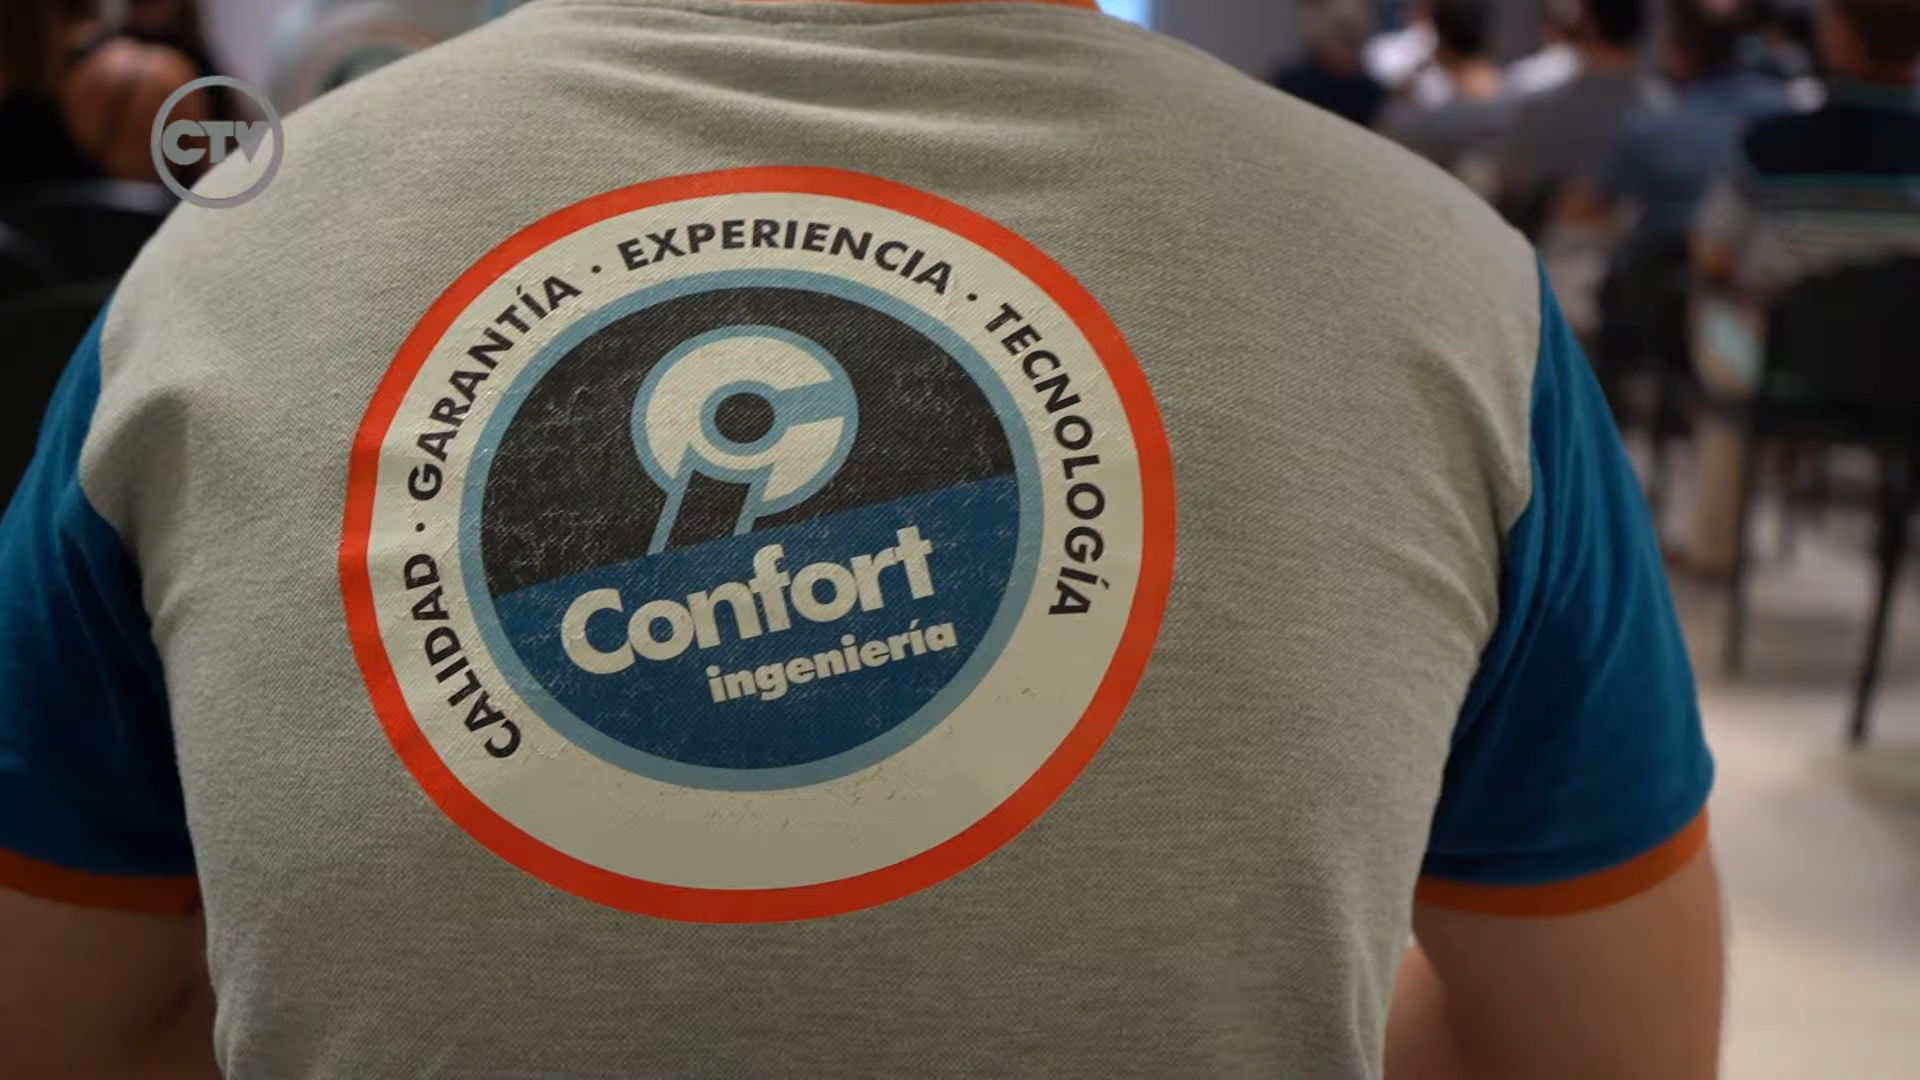 CTV
CALIDAD · GARANTÍA · EXPERIENCIA · TECNOLOGÍA
Confort
ingeniería